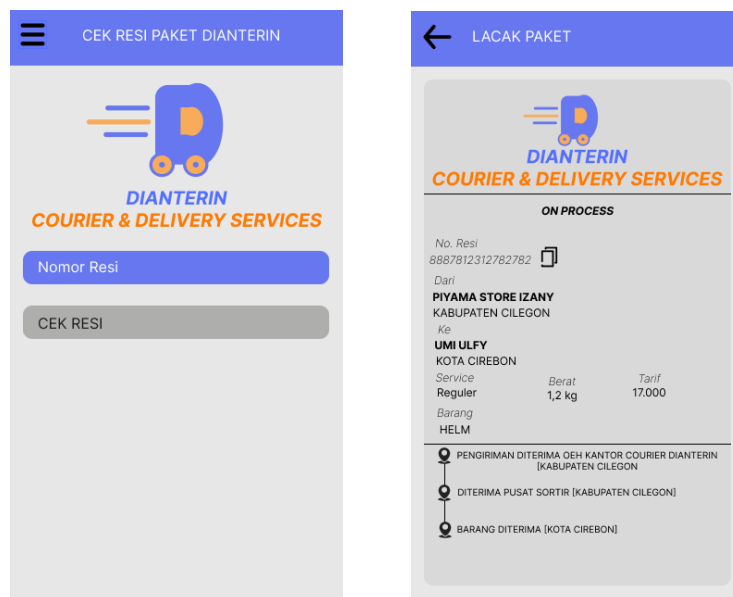 CEK RESI PAKET DIANTERIN
DIANTERIN
COURIER & DELIVERY SERVICES
Nomor Resi
CEK RESI
LACAK PAKET
DIANTERIN
COURIER & DELIVERY SERVICES
ON PROCESS
No. Resi
8887812312782782
Dari
PIYAMA STORE IZANY
KABUPATEN CILEGON
Ke
UMI ULFY
KOTA CIREBON
Service Berat Tarif
Reguler 1,2 kg 17.000
Barang
HELM
PENGIRIMAN DITERIMA OEH KANTOR COURIER DIANTERIN
[KABUPATEN CILEGON
DITERIMA PUSAT SORTIR [KABUPATEN CILEGON]
BARANG DITERIMA [KOTA CIREBON]